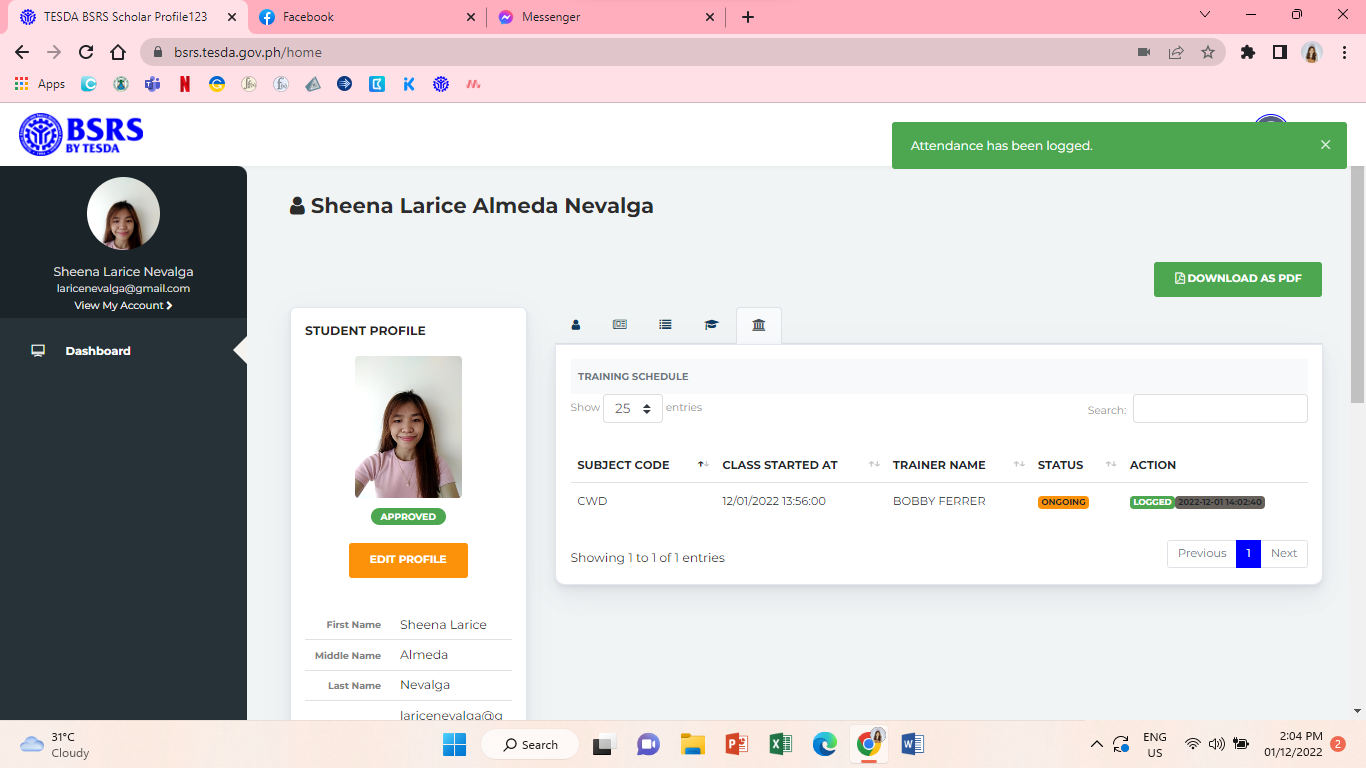 TESDA BSRS Scholar Profile123
Facebook
Messenger
bsrs.tesda.gov.ph/home
Apps
BSRS
BY TESDA
Attendance has been logged.
Sheena Larice Nevalga
laricenevalga@gmail.com
View My Account
Dashboard
Sheena Larice Almeda Nevalga
DOWNLOAD AS PDF
STUDENT PROFILE
APPROVED
EDIT PROFILE
First Name Sheena Larice
Middle Name Almeda
Last Name Nevalga
laricenevalga@g
TRAINING SCHEDULE
Show 25 entries
Search:
SUBJECT CODE CLASS STARTED AT TRAINER NAME STATUS ACTION
CWD 12/01/2022 13:56:00 BOBBY FERRER ONGOING LOGGED 2022-12-01 14:02:40
Showing 1 to 1 of 1 entries
Previous 1 Next
31°C
Cloudy
Search
ENG
US
2:04 PM
01/12/2022
2